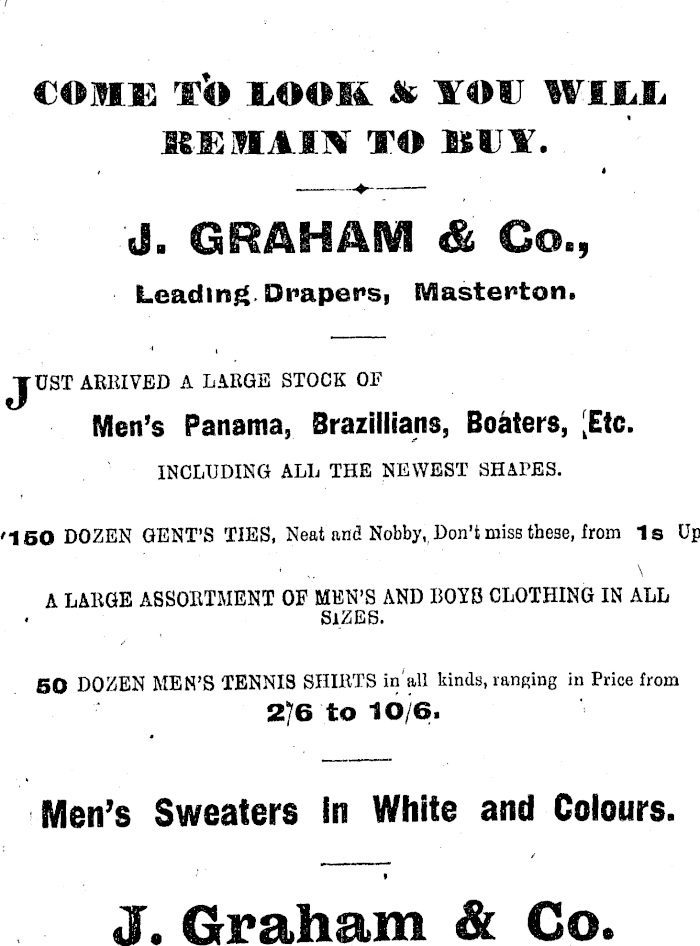 COME TO LOOK & YOU WILL
REMAIN TO BUY.
J. GRAHAM & Co.,
Leading Drapers, Masterton.
JUST ARRIVED A LARGE STOCK OF
Men's Panama, Brazillians, Boaters, Etc.
INCLUDING ALL THE NEWEST SHAPES.
150 DOZEN GENT'S TIES, Neat and Nobby, Don't miss these, from 1s Up
A LARGE ASSORTMENT OF MEN'S AND BOYS CLOTHING IN ALL
SIZES.
50 DOZEN MEN'S TENNIS SHIRTS in all kinds, ranging in Price from
2/6 to 10/6.
Men's Sweaters in White and Colours.
J. Graham & Co.